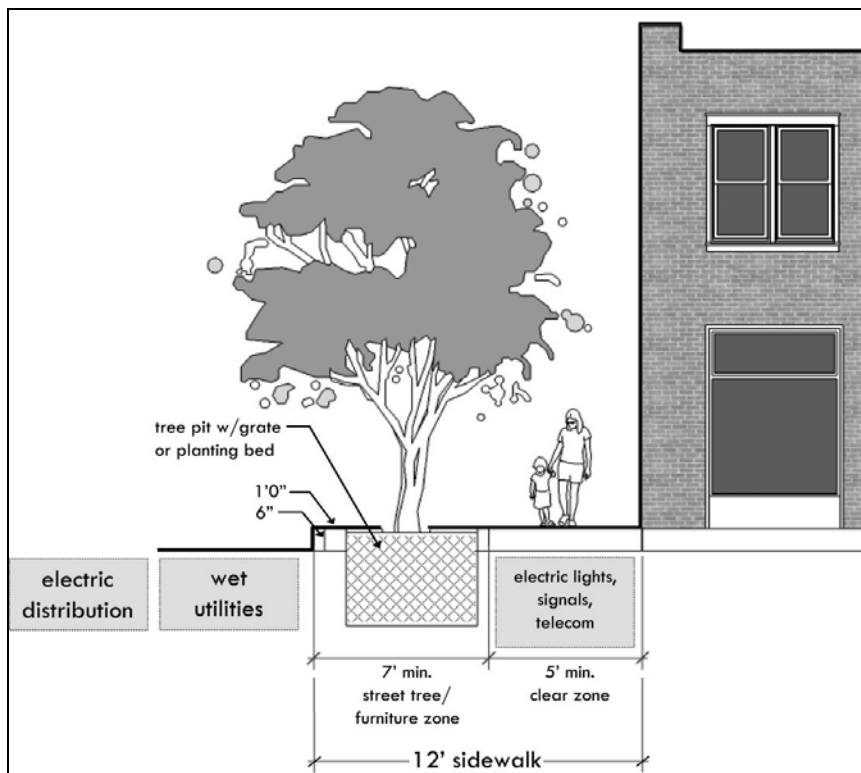 tree pit w/grate
or planting bed
1'0"
6"
electric
distribution
wet
utilities
electric lights,
signals,
telecom
7' min.
street tree/
furniture zone
5' min.
clear zone
12' sidewalk